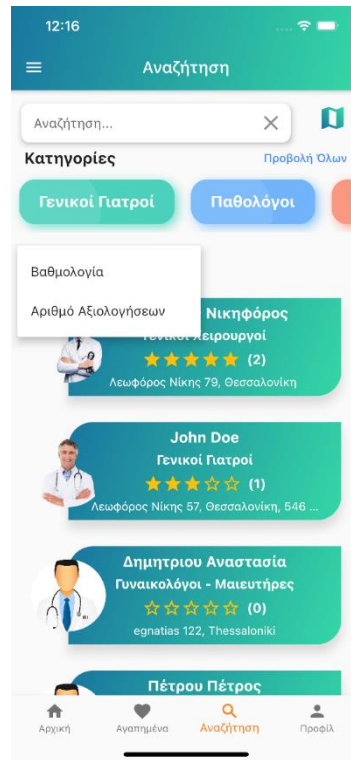 12:16
Αναζήτηση
Αναζήτηση...
Κατηγορίες
Προβολή Όλων
Γενικοί Γιατροί
Παθολόγοι
Βαθμολογία
Αριθμό Αξιολογήσεων
Νικηφόρος
Γενικοί Χειρουργοί
(2)
Λεωφόρος Νίκης 79, Θεσσαλονίκη
John Doe
Γενικοί Γιατροί
(1)
Λεωφόρος Νίκης 57, Θεσσαλονίκη, 546 ...
Δημητριου Αναστασία
Γυναικολόγοι - Μαιευτήρες
(0)
egnatias 122, Thessaloniki
Πέτρου Πέτρος
Αρχική
Αγαπημένα
Αναζήτηση
Προφίλ